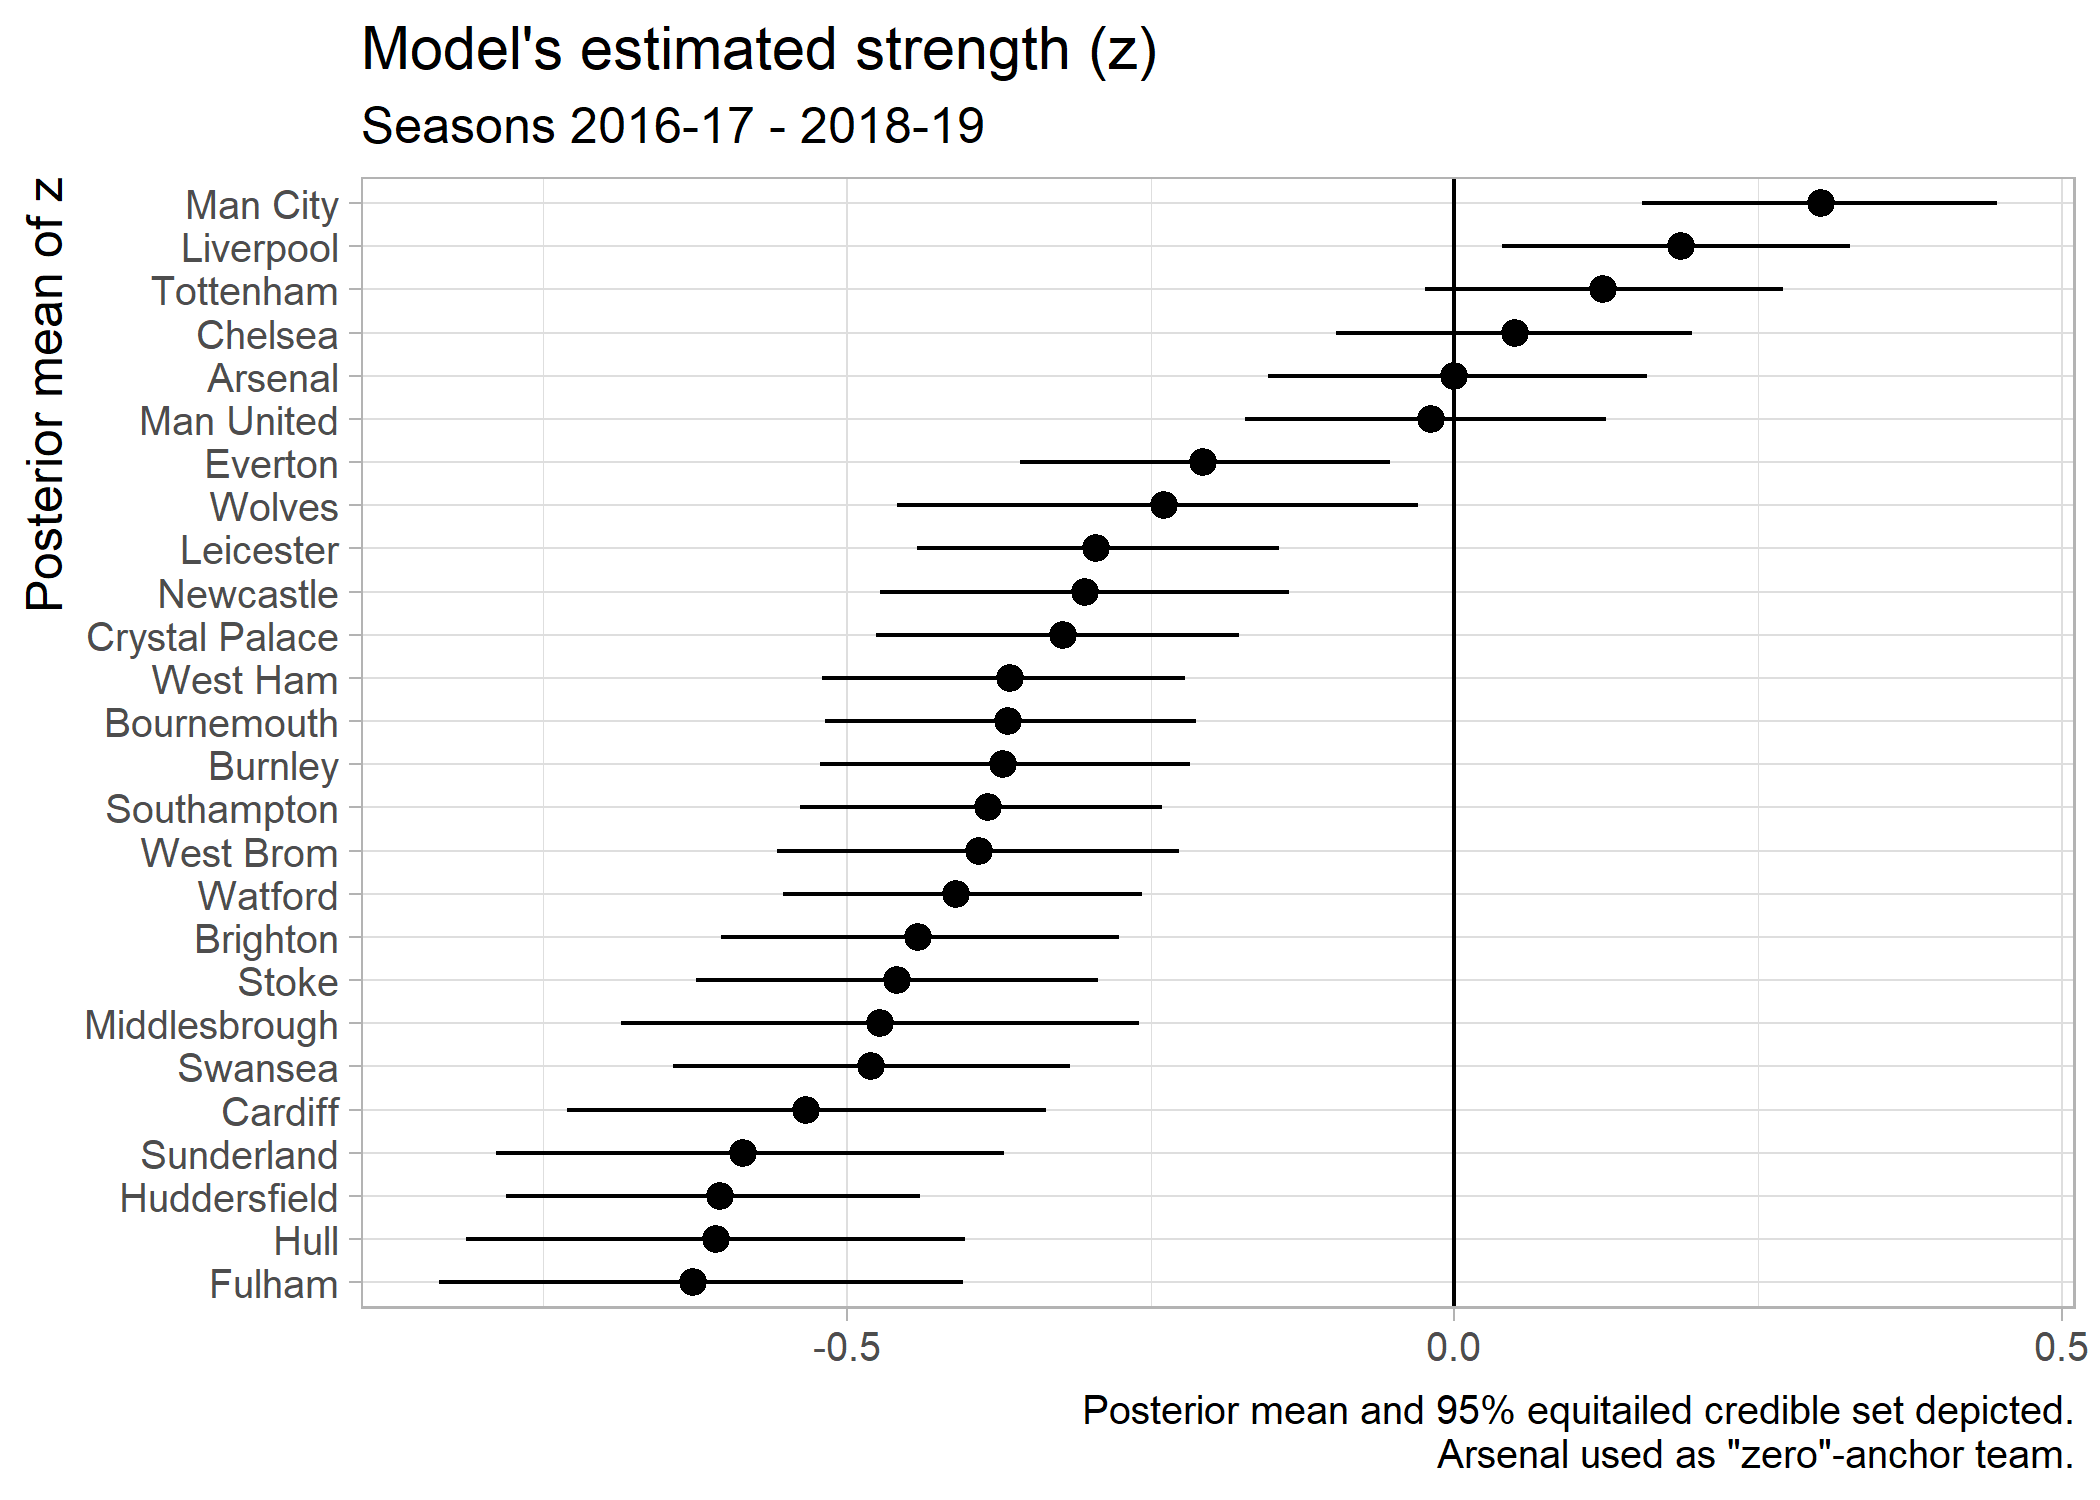 Model's estimated strength (z)
Seasons 2016-17 - 2018-19
Posterior mean of z
Man City
Liverpool
Tottenham
Chelsea
Arsenal
Man United
Everton
Wolves
Leicester
Newcastle
Crystal Palace
West Ham
Bournemouth
Burnley
Southampton
West Brom
Watford
Brighton
Stoke
Middlesbrough
Swansea
Cardiff
Sunderland
Huddersfield
Hull
Fulham
-0.5
0.0
0.5
Posterior mean and 95% equitailed credible set depicted.
Arsenal used as "zero"-anchor team.